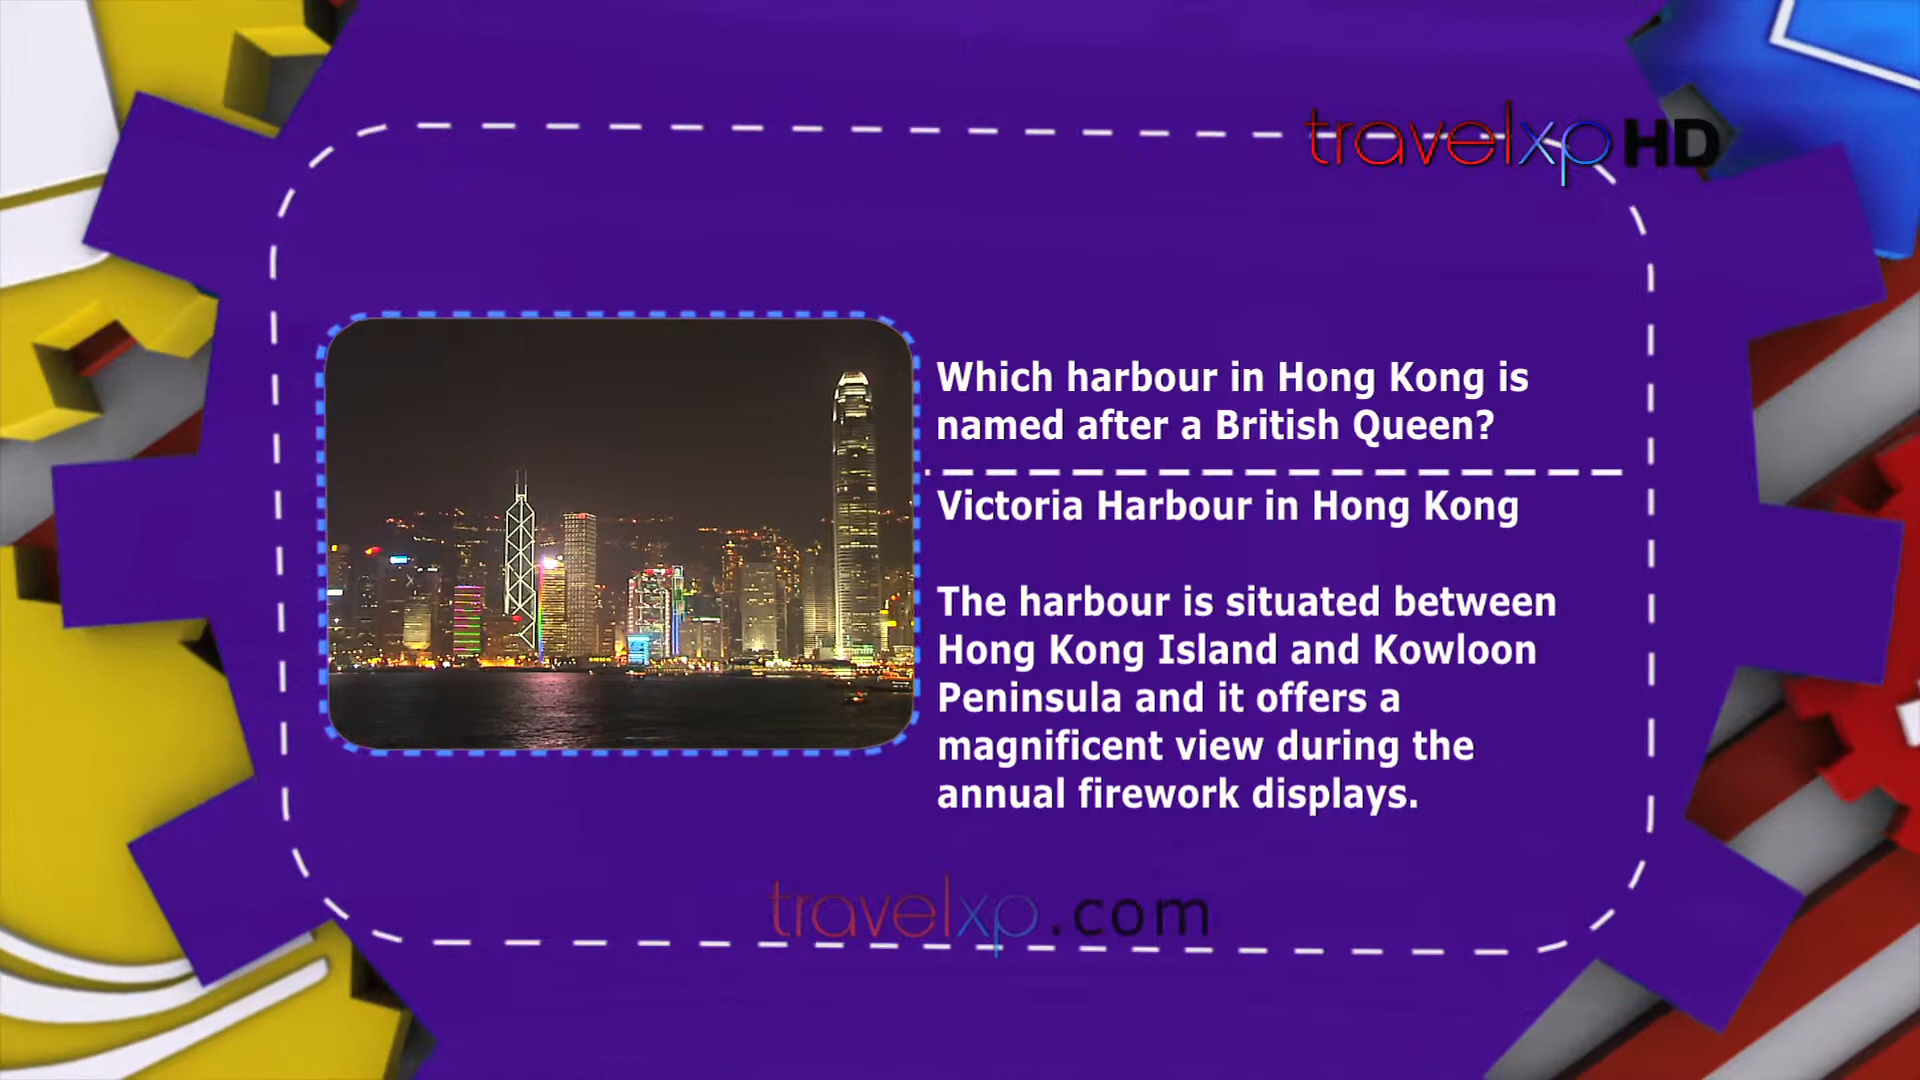 travelxp HD
Which harbour in Hong Kong is
named after a British Queen?
Victoria Harbour in Hong Kong
The harbour is situated between
Hong Kong Island and Kowloon
Peninsula and it offers a
magnificent view during the
annual firework displays.
travelxp.com